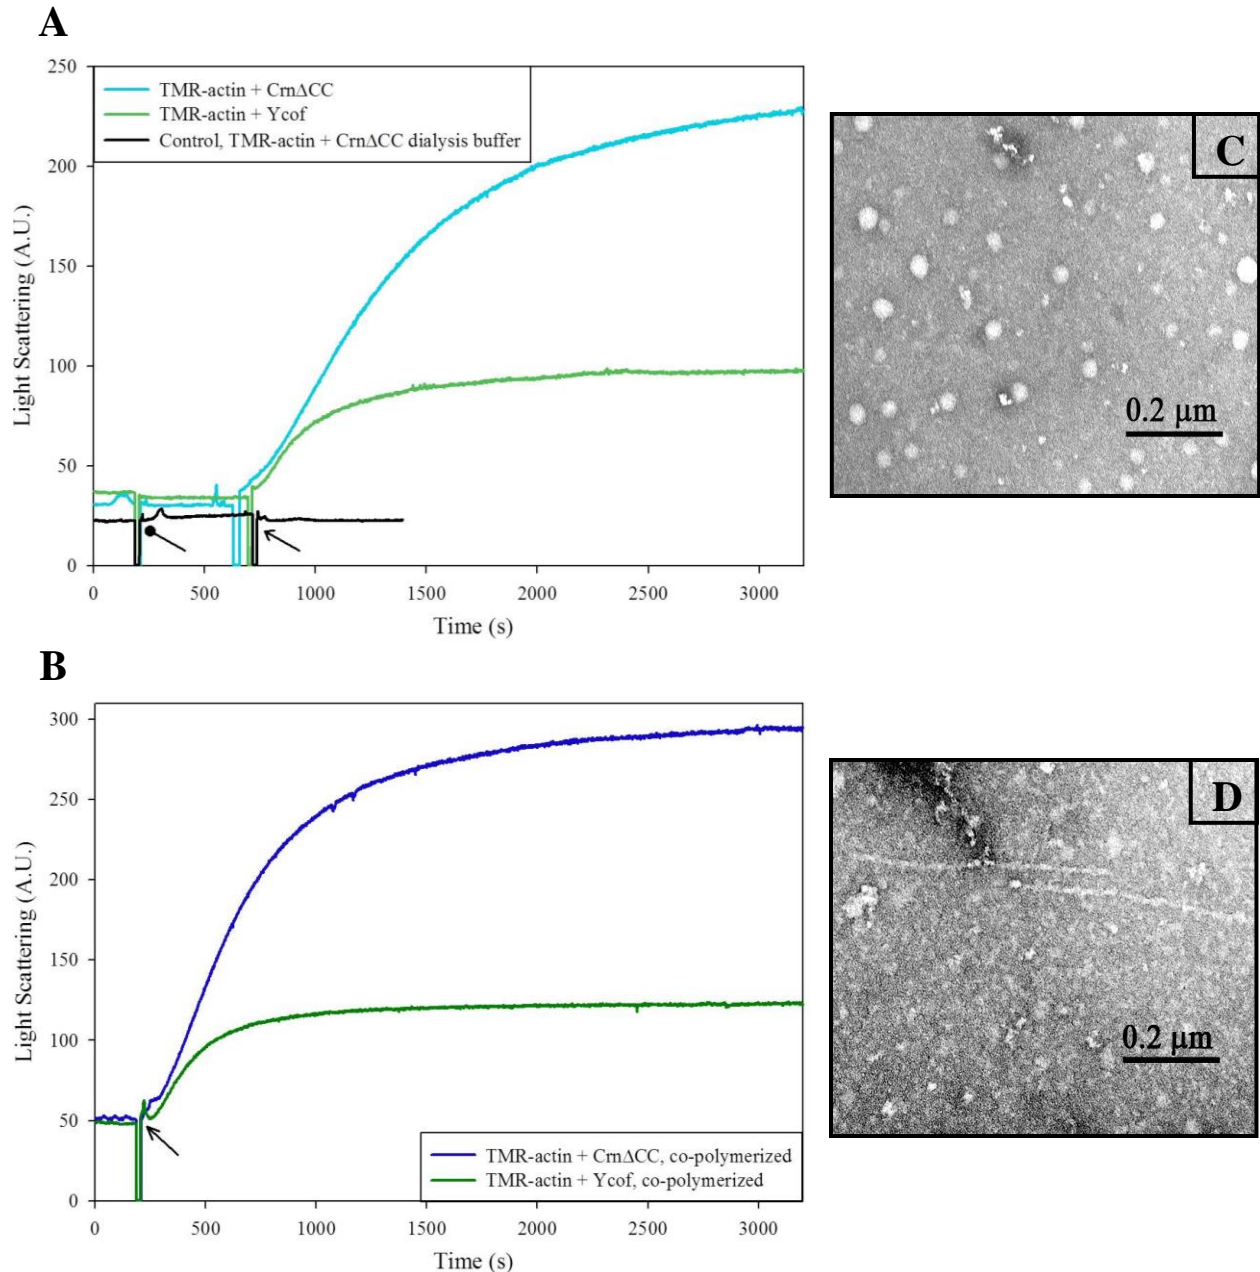 A
250
200
150
100
50
0
Light Scattering (A.U.)
TMR-actin + CrnΔCC
TMR-actin + Ycof
Control, TMR-actin + CrnΔCC dialysis buffer
0 500 1000 1500 2000 2500 3000
Time (s)
C
0.2 μm
B
300
250
200
150
100
50
0
Light Scattering (A.U.)
TMR-actin + CrnΔCC, co-polymerized
TMR-actin + Ycof, co-polymerized
0 500 1000 1500 2000 2500 3000
Time (s)
D
0.2 μm